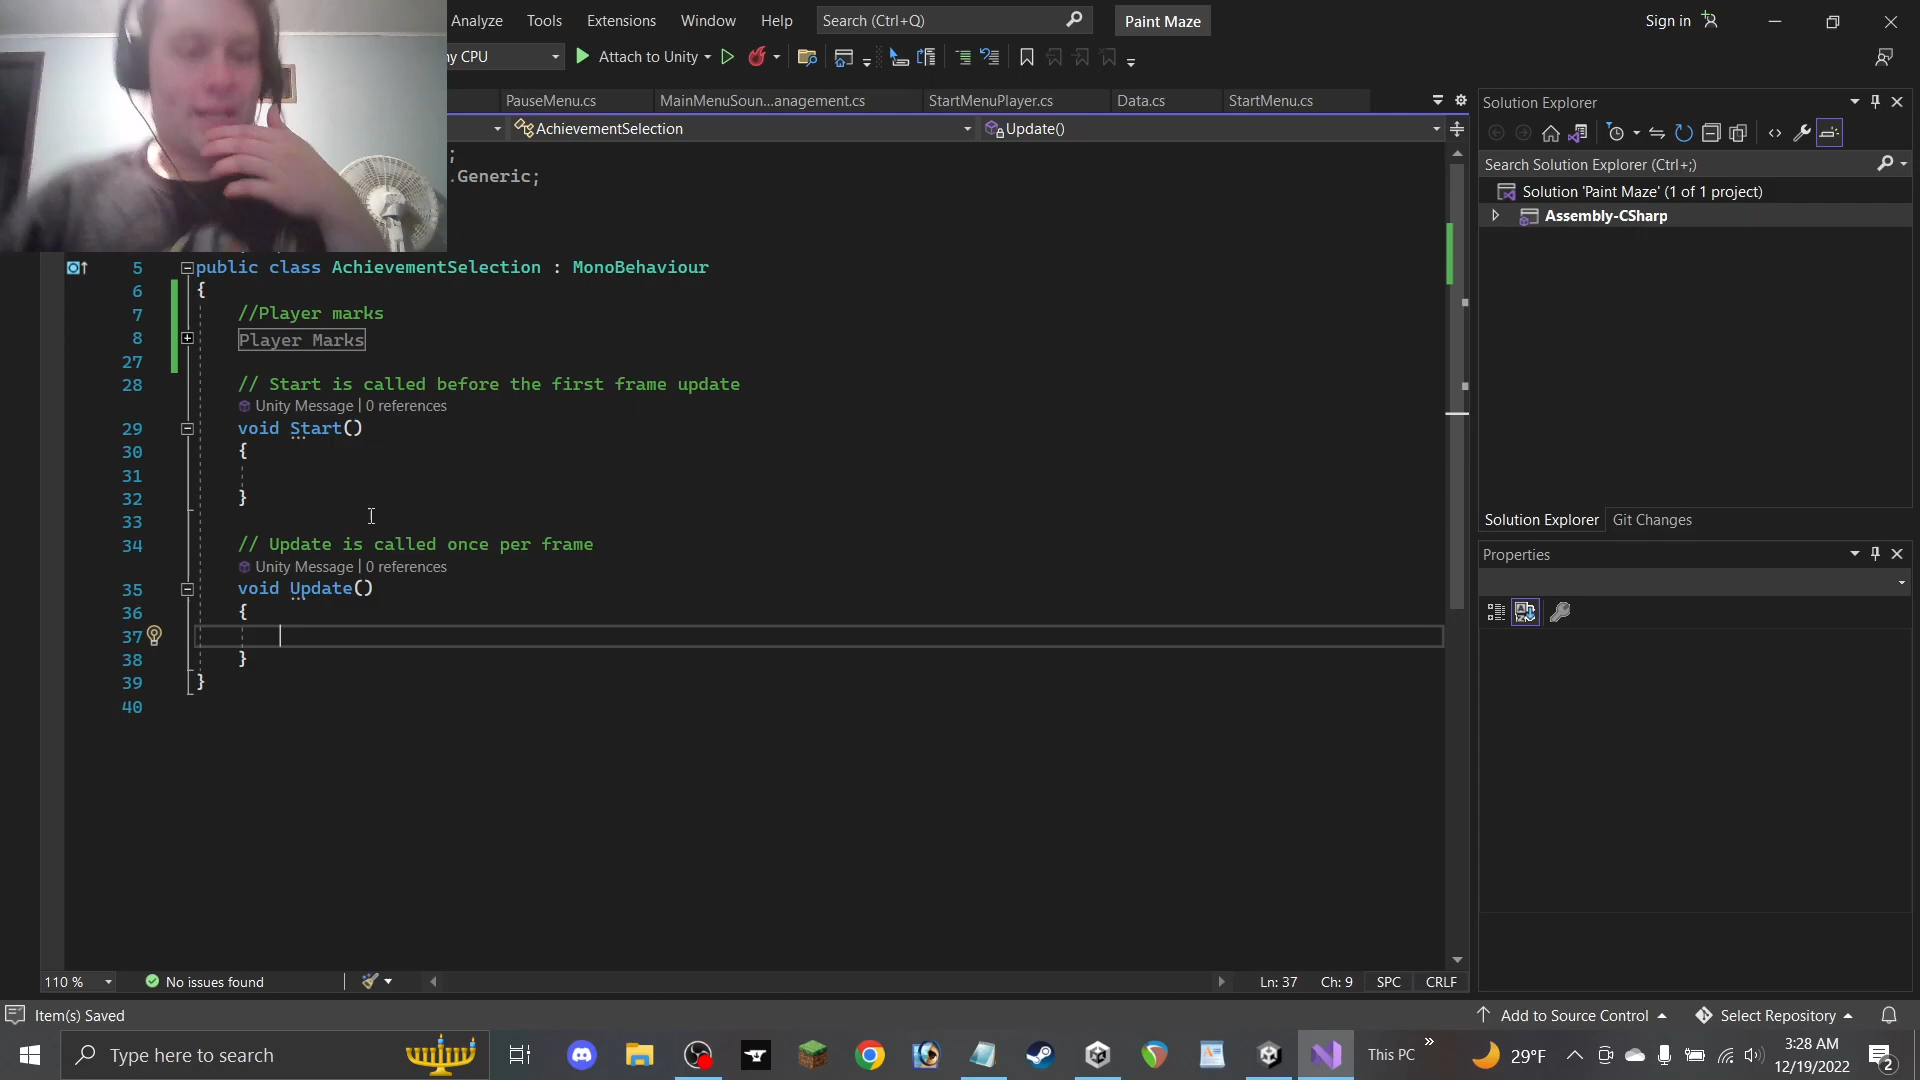 Analyze Tools Extensions Window Help Search (Ctrl+Q) Paint Maze Sign in
ny CPU Attach to Unity
PauseMenu.cs MainMenuSoun...anagement.cs StartMenuPlayer.cs Data.cs StartMenu.cs
AchievementSelection Update()
Solution Explorer
Search Solution Explorer (Ctrl+;)
Solution 'Paint Maze' (1 of 1 project)
Assembly-CSharp
;
.Generic;
5 public class AchievementSelection : MonoBehaviour
6 {
7 //Player marks
8 Player Marks
27
28 // Start is called before the first frame update
Unity Message | 0 references
29 void Start()
30 {
31
32 }
33
34 // Update is called once per frame
Unity Message | 0 references
35 void Update()
36 {
37
38 }
39 }
40
Solution Explorer Git Changes
Properties
110 % No issues found Ln: 37 Ch: 9 SPC CRLF
Item(s) Saved Add to Source Control Select Repository
Type here to search This PC » 29°F 3:28 AM
12/19/2022 2